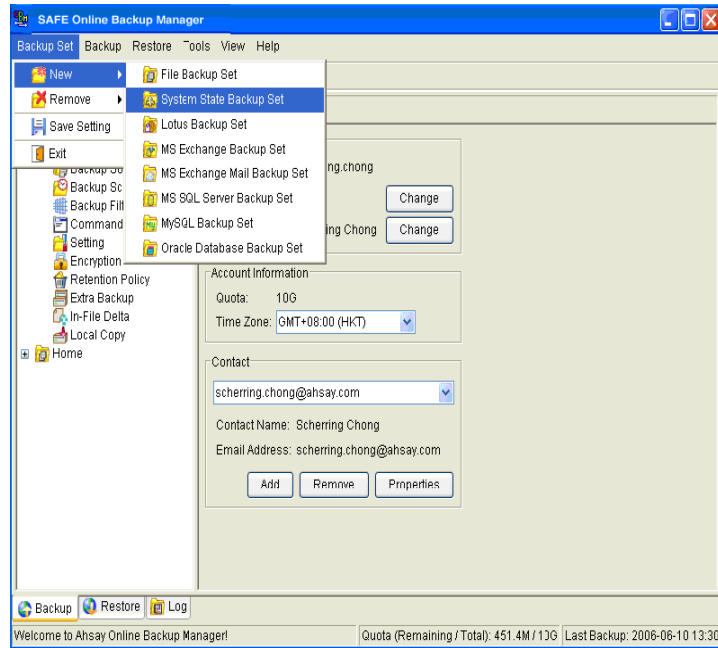 SAFE Online Backup Manager
Backup Set Backup Restore Tools View Help
New
Remove
Save Setting
Exit
File Backup Set
System State Backup Set
Lotus Backup Set
MS Exchange Backup Set
MS Exchange Mail Backup Set
MS SQL Server Backup Set
MySQL Backup Set
Oracle Database Backup Set
ng.chong
Change
ing Chong
Change
Backup Sc
Backup Filt
Command
Setting
Encryption
Retention Policy
Extra Backup
In-File Delta
Local Copy
Home
Account Information
Quota: 10G
Time Zone: GMT+08:00 (HKT)
Contact
scherring.chong@ahsay.com
Contact Name: Scherring Chong
Email Address: scherring.chong@ahsay.com
Add Remove Properties
Backup Restore Log
Welcome to Ahsay Online Backup Manager! Quota (Remaining / Total): 451.4M / 10G Last Backup: 2006-06-10 13:30